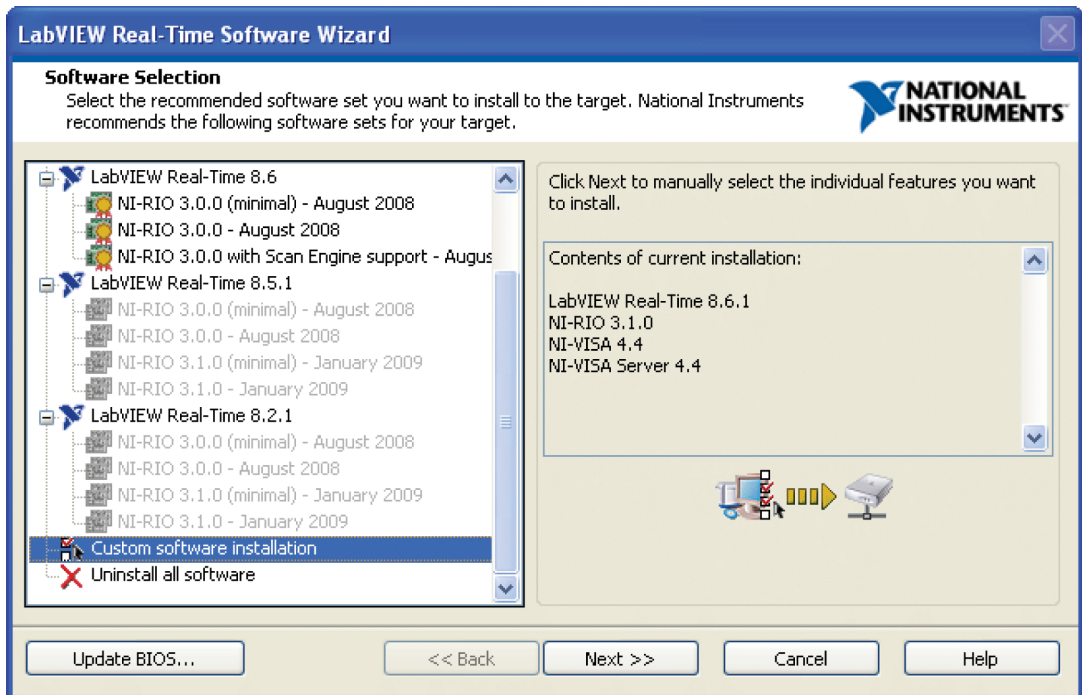 LabVIEW Real-Time Software Wizard
Software Selection
Select the recommended software set you want to install to the target. National Instruments
recommends the following software sets for your target.
NATIONAL
INSTRUMENTS
LabVIEW Real-Time 8.6
NI-RIO 3.0.0 (minimal) - August 2008
NI-RIO 3.0.0 - August 2008
NI-RIO 3.0.0 with Scan Engine support - Augus
LabVIEW Real-Time 8.5.1
NI-RIO 3.0.0 (minimal) - August 2008
NI-RIO 3.0.0 - August 2008
NI-RIO 3.1.0 (minimal) - January 2009
NI-RIO 3.1.0 - January 2009
LabVIEW Real-Time 8.2.1
NI-RIO 3.0.0 (minimal) - August 2008
NI-RIO 3.0.0 - August 2008
NI-RIO 3.1.0 (minimal) - January 2009
NI-RIO 3.1.0 - January 2009
Custom software installation
Uninstall all software
Click Next to manually select the individual features you want
to install.
Contents of current installation:
LabVIEW Real-Time 8.6.1
NI-RIO 3.1.0
NI-VISA 4.4
NI-VISA Server 4.4
Update BIOS...
<< Back
Next >>
Cancel
Help